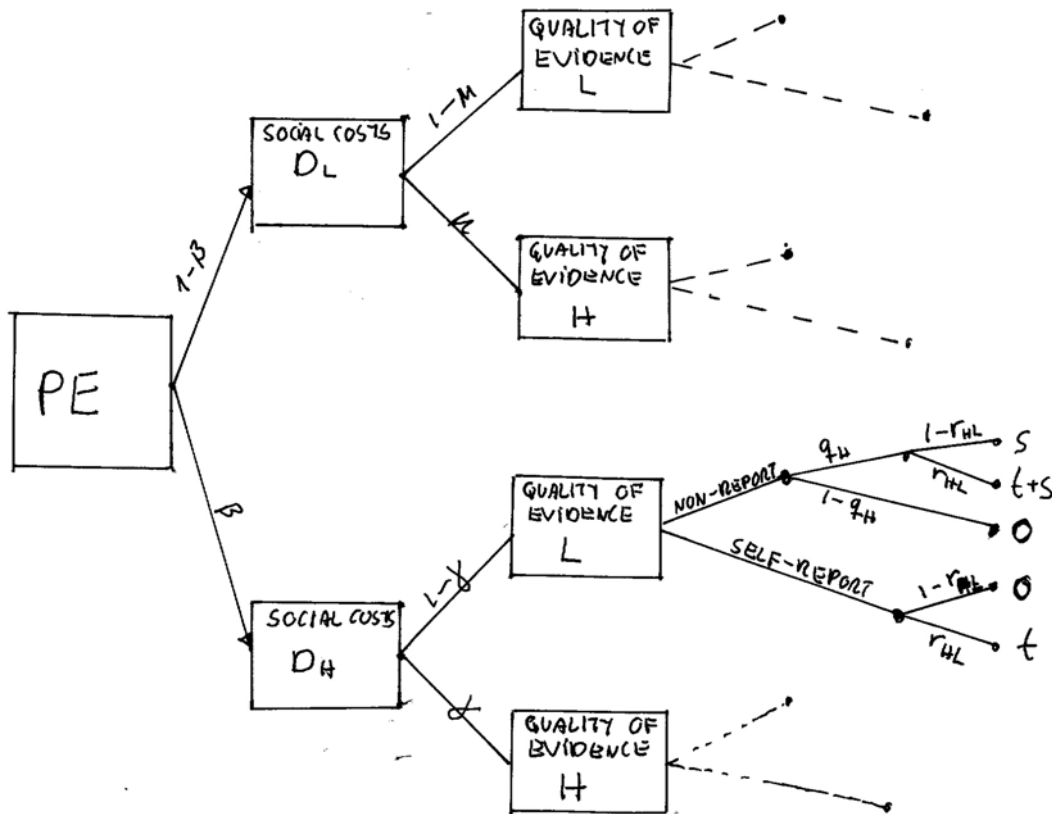 PE
1-β
β
SOCIAL COSTS
D_L
1-μ
μ
QUALITY OF
EVIDENCE
L
QUALITY OF
EVIDENCE
H
SOCIAL COSTS
D_H
1-γ
γ
QUALITY OF
EVIDENCE
L
NON-REPORT
q_H
1-r_HL
S
r_HL
t+S
1-q_H
0
SELF-REPORT
1-r_HL
0
r_HL
t
QUALITY OF
EVIDENCE
H